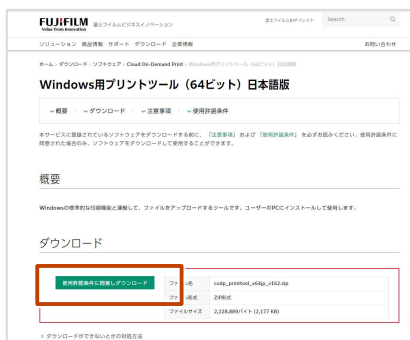 FUJIFILM
Value from Innovation
富士フイルムビジネスイノベーション
富士フイルムBIダイレクト
Search
ソリューション 商品情報 サポート ダウンロード 企業情報
お問い合わせ
ホーム > ダウンロード > ソフトウェア > Cloud On-Demand Print > Windows用プリントツール（64ビット）日本語版
Windows用プリントツール（64ビット）日本語版
概要 ダウンロード 注意事項 使用許諾条件
本サービスに登録されているソフトウェアをダウンロードする前に、「注意事項」および「使用許諾条件」を必ずお読みください。使用許諾条件に
同意された場合のみ、ソフトウェアをダウンロードして使用することができます。
概要
Windowsの標準的な印刷機能と連動して、ファイルをアップロードするツールです。ユーザーのPCにインストールして使用します。
ダウンロード
使用許諾条件に同意しダウンロード
ファイル名 codp_printtool_x64jp_v162.zip
ファイル形式 ZIP形式
ファイルサイズ 2,228,889バイト (2,177 KB)
> ダウンロードができないときの対処方法